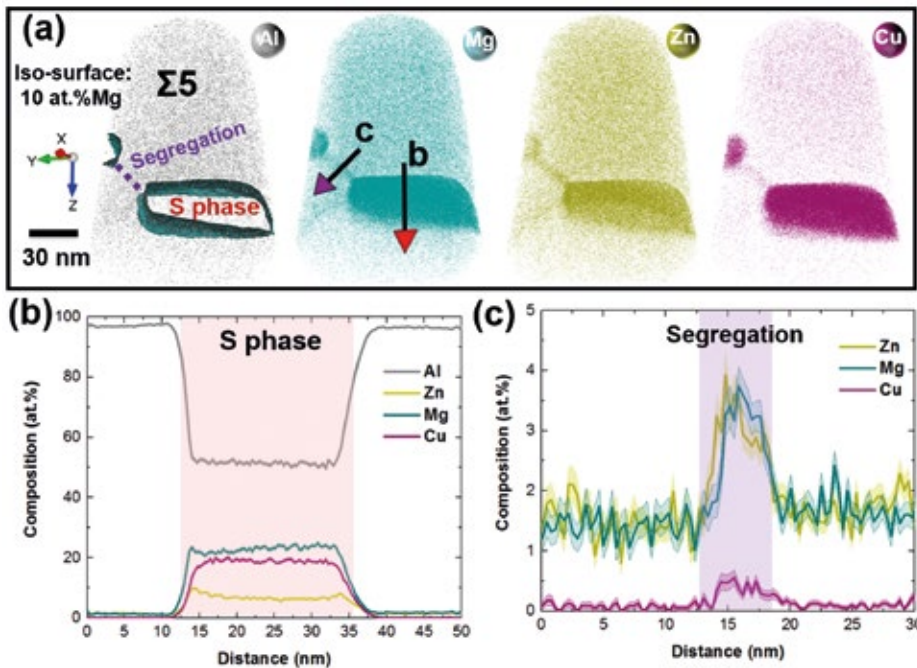 (a)
Al
Mg
Zn
Cu
Iso-surface:
10 at.%Mg
Σ5
X
Y
Z
Segregation
S phase
30 nm
c
b
(b)
S phase
Al
Zn
Mg
Cu
Composition (at.%)
100
80
60
40
20
0
0 5 10 15 20 25 30 35 40 45 50
Distance (nm)
(c)
Segregation
Zn
Mg
Cu
Composition (at.%)
5
4
3
2
1
0
0 5 10 15 20 25 30
Distance (nm)